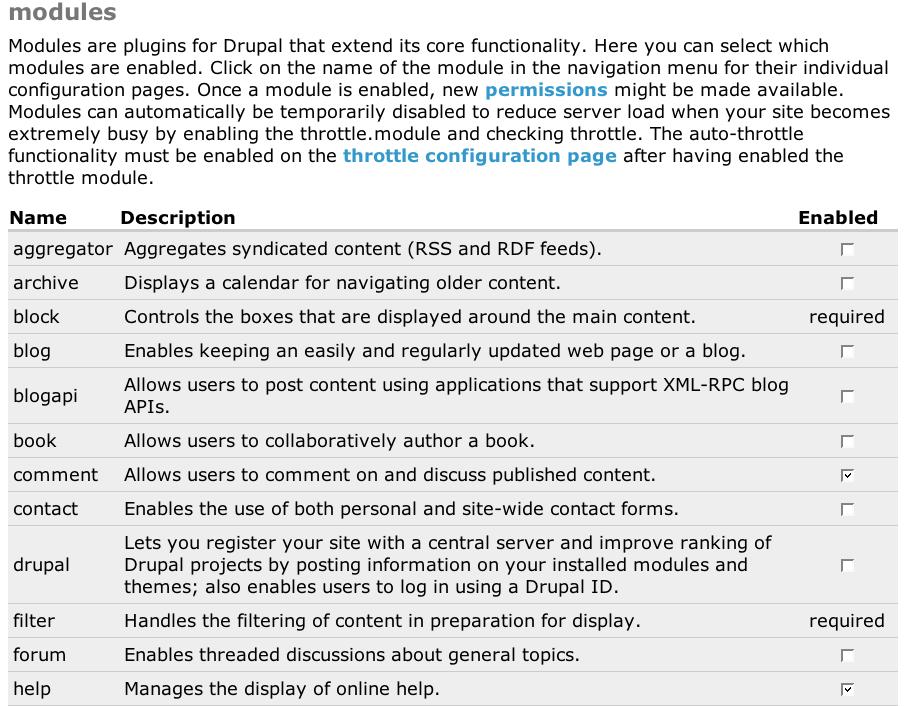 modules
Modules are plugins for Drupal that extend its core functionality. Here you can select which
modules are enabled. Click on the name of the module in the navigation menu for their individual
configuration pages. Once a module is enabled, new permissions might be made available.
Modules can automatically be temporarily disabled to reduce server load when your site becomes
extremely busy by enabling the throttle.module and checking throttle. The auto-throttle
functionality must be enabled on the throttle configuration page after having enabled the
throttle module.
Name Description Enabled
aggregator Aggregates syndicated content (RSS and RDF feeds).
archive Displays a calendar for navigating older content.
block Controls the boxes that are displayed around the main content. required
blog Enables keeping an easily and regularly updated web page or a blog.
blogapi Allows users to post content using applications that support XML-RPC blog
APIs.
book Allows users to collaboratively author a book.
comment Allows users to comment on and discuss published content.
contact Enables the use of both personal and site-wide contact forms.
drupal Lets you register your site with a central server and improve ranking of
Drupal projects by posting information on your installed modules and
themes; also enables users to log in using a Drupal ID.
filter Handles the filtering of content in preparation for display. required
forum Enables threaded discussions about general topics.
help Manages the display of online help.